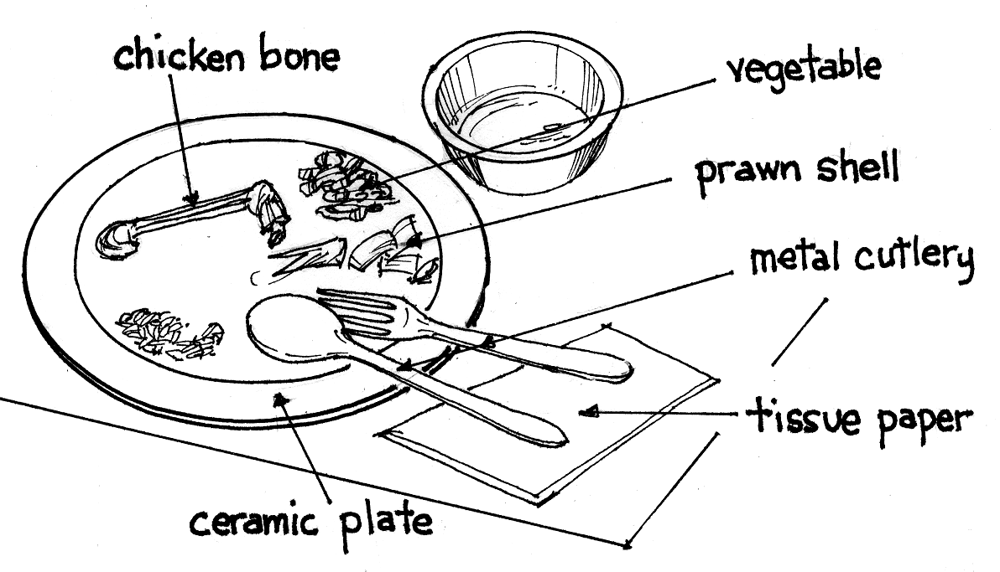 chicken bone
vegetable
prawn shell
metal cutlery
tissue paper
ceramic plate